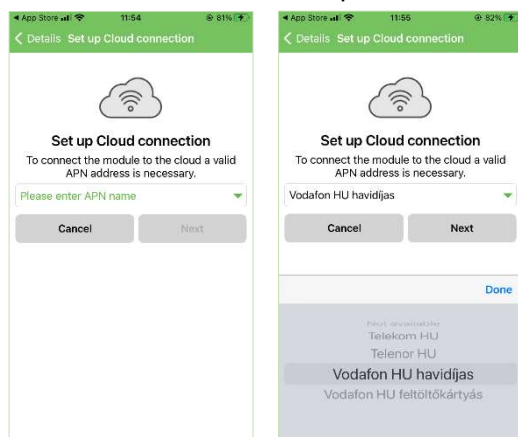 App Store 11:54 81%
Details Set up Cloud connection
Set up Cloud connection
To connect the module to the cloud a valid
APN address is necessary.
Please enter APN name
Cancel Next
App Store 11:55 82%
Details Set up Cloud connection
Set up Cloud connection
To connect the module to the cloud a valid
APN address is necessary.
Vodafon HU havidíjas
Cancel Next
Done
Not available
Telekom HU
Telenor HU
Vodafon HU havidíjas
Vodafon HU feltöltőkártyás